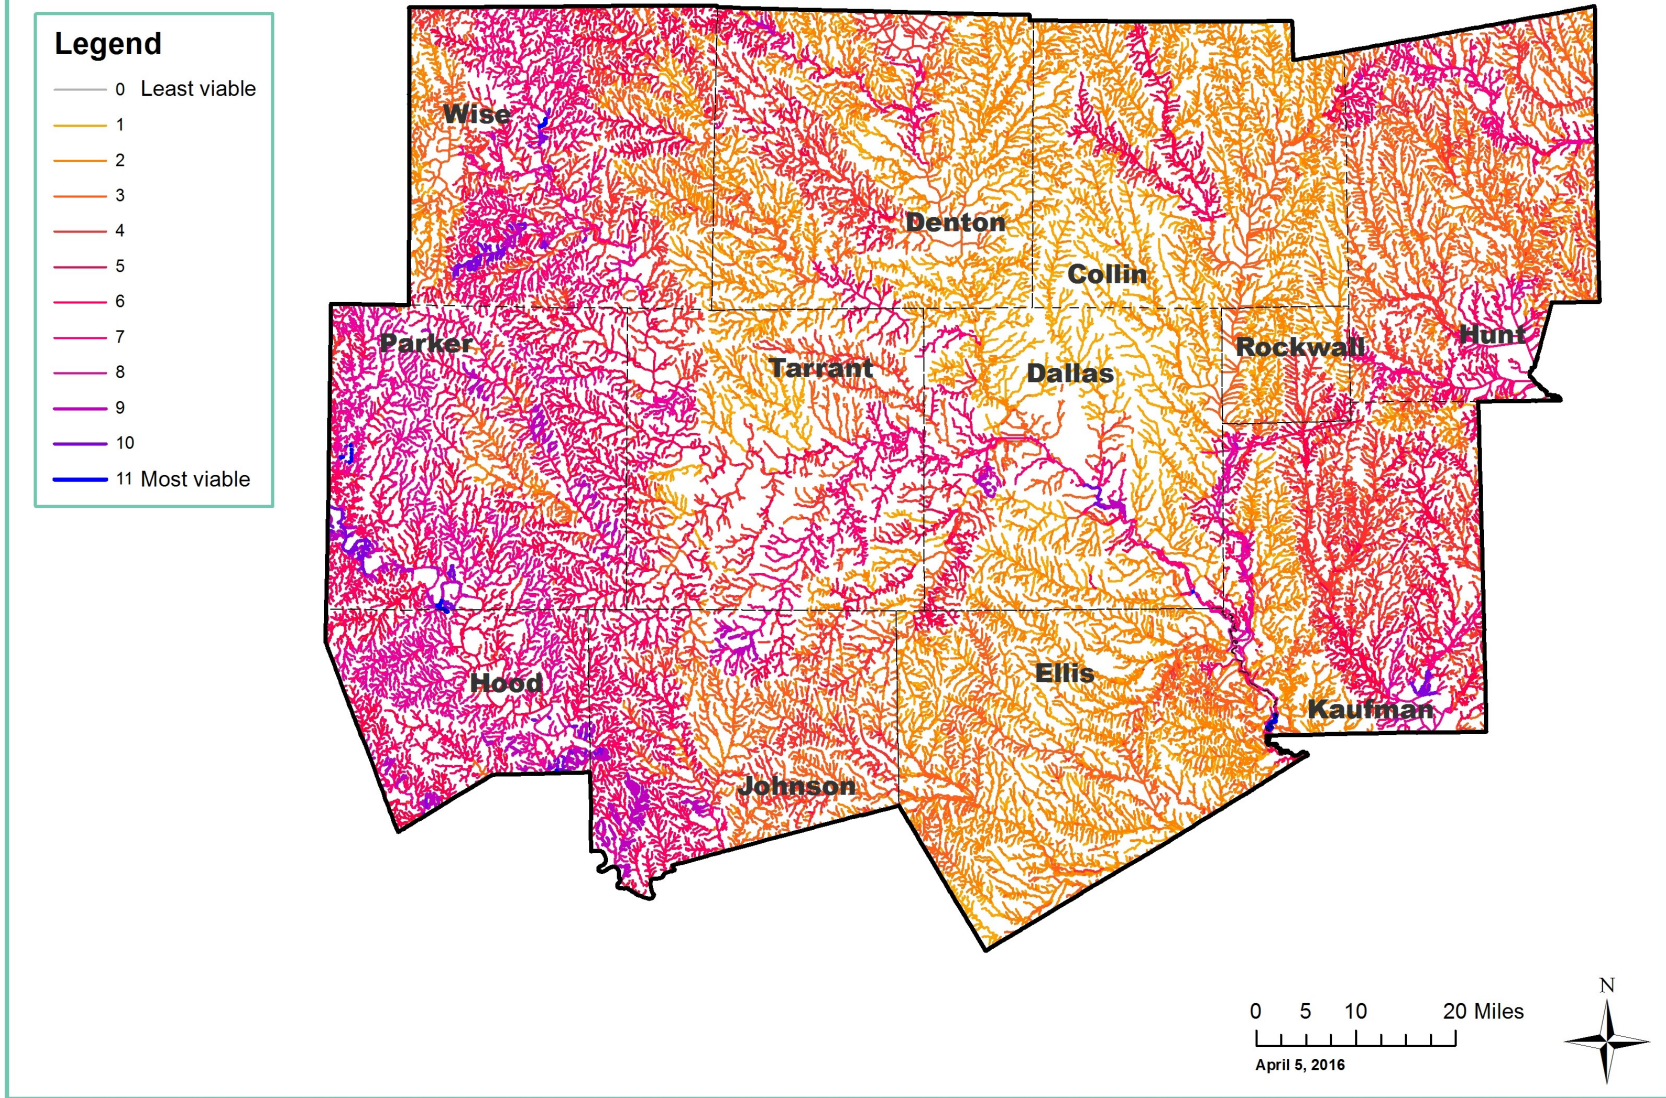 Legend
0 Least viable
1
2
3
4
5
6
7
8
9
10
11 Most viable
Wise
Denton
Collin
Hunt
Parker
Tarrant
Dallas
Rockwall
Hood
Ellis
Kaufman
Johnson
N
0 5 10 20 Miles
April 5, 2016